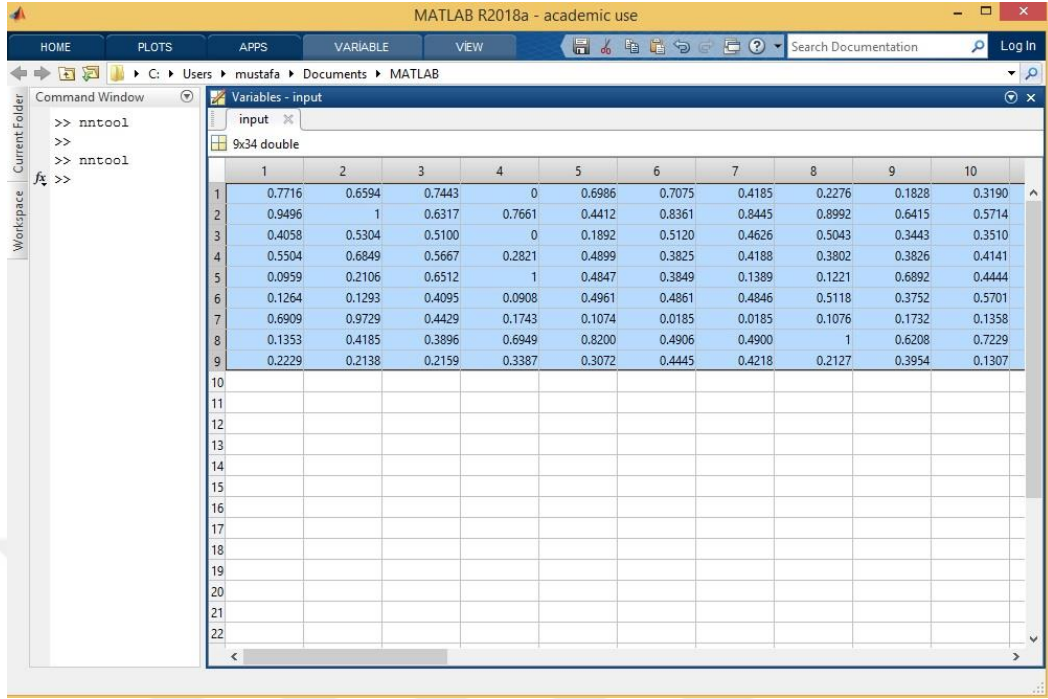 MATLAB R2018a - academic use
HOME PLOTS APPS VARİABLE VİEW Search Documentation Log In
C: Users mustafa Documents MATLAB
Current Folder
Workspace
Command Window
>> nntool
>>
>> nntool
fx >>
Variables - input
input
9x34 double
1 2 3 4 5 6 7 8 9 10
1 0.7716 0.6594 0.7443 0 0.6986 0.7075 0.4185 0.2276 0.1828 0.3190
2 0.9496 1 0.6317 0.7661 0.4412 0.8361 0.8445 0.8992 0.6415 0.5714
3 0.4058 0.5304 0.5100 0 0.1892 0.5120 0.4626 0.5043 0.3443 0.3510
4 0.5504 0.6849 0.5667 0.2821 0.4899 0.3825 0.4188 0.3802 0.3826 0.4141
5 0.0959 0.2106 0.6512 1 0.4847 0.3849 0.1389 0.1221 0.6892 0.4444
6 0.1264 0.1293 0.4095 0.0908 0.4961 0.4861 0.4846 0.5118 0.3752 0.5701
7 0.6909 0.9729 0.4429 0.1743 0.1074 0.0185 0.0185 0.1076 0.1732 0.1358
8 0.1353 0.4185 0.3896 0.6949 0.8200 0.4906 0.4900 1 0.6208 0.7229
9 0.2229 0.2138 0.2159 0.3387 0.3072 0.4445 0.4218 0.2127 0.3954 0.1307
10
11
12
13
14
15
16
17
18
19
20
21
22